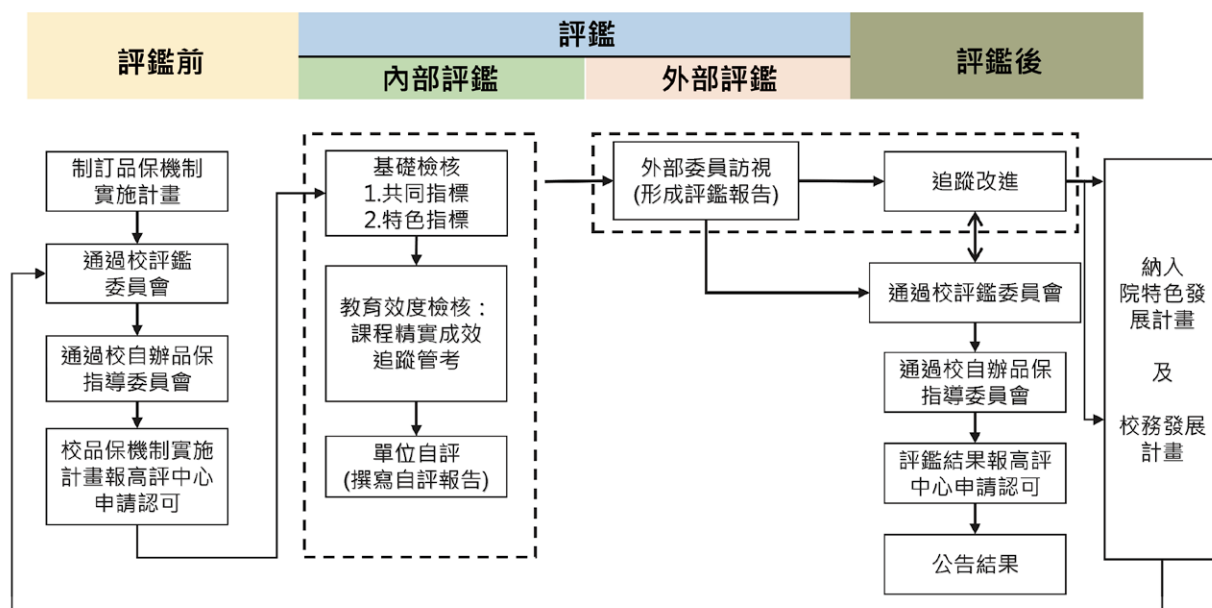 評鑑前
評鑑
內部評鑑
外部評鑑
評鑑後
制訂品保機制
實施計畫
通過校評鑑
委員會
通過校自辦品保
指導委員會
校品保機制實施
計畫報高評中心
申請認可
基礎檢核
1.共同指標
2.特色指標
教育效度檢核：
課程精實成效
追蹤管考
單位自評
(撰寫自評報告)
外部委員訪視
(形成評鑑報告)
追蹤改進
通過校評鑑委員會
通過校自辦品保
指導委員會
評鑑結果報高評
中心申請認可
公告結果
納入
院特色發
展計畫
及
校務發展
計畫